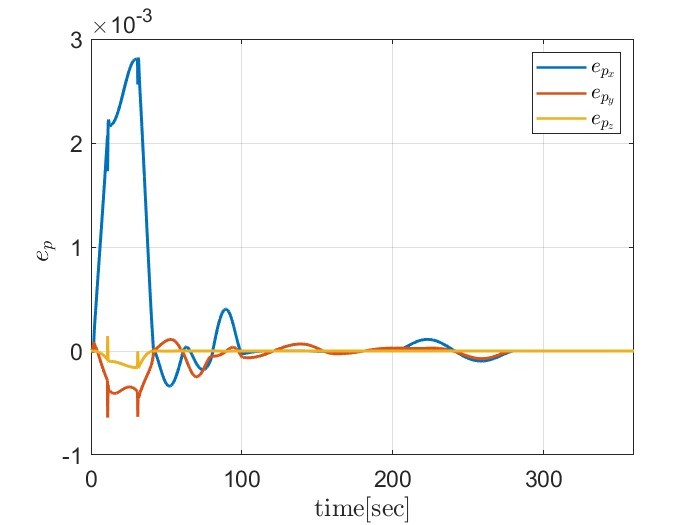 ×10⁻³
3
2
1
0
-1
0 100 200 300
e_p
time[sec]
e_{p_x}
e_{p_y}
e_{p_z}